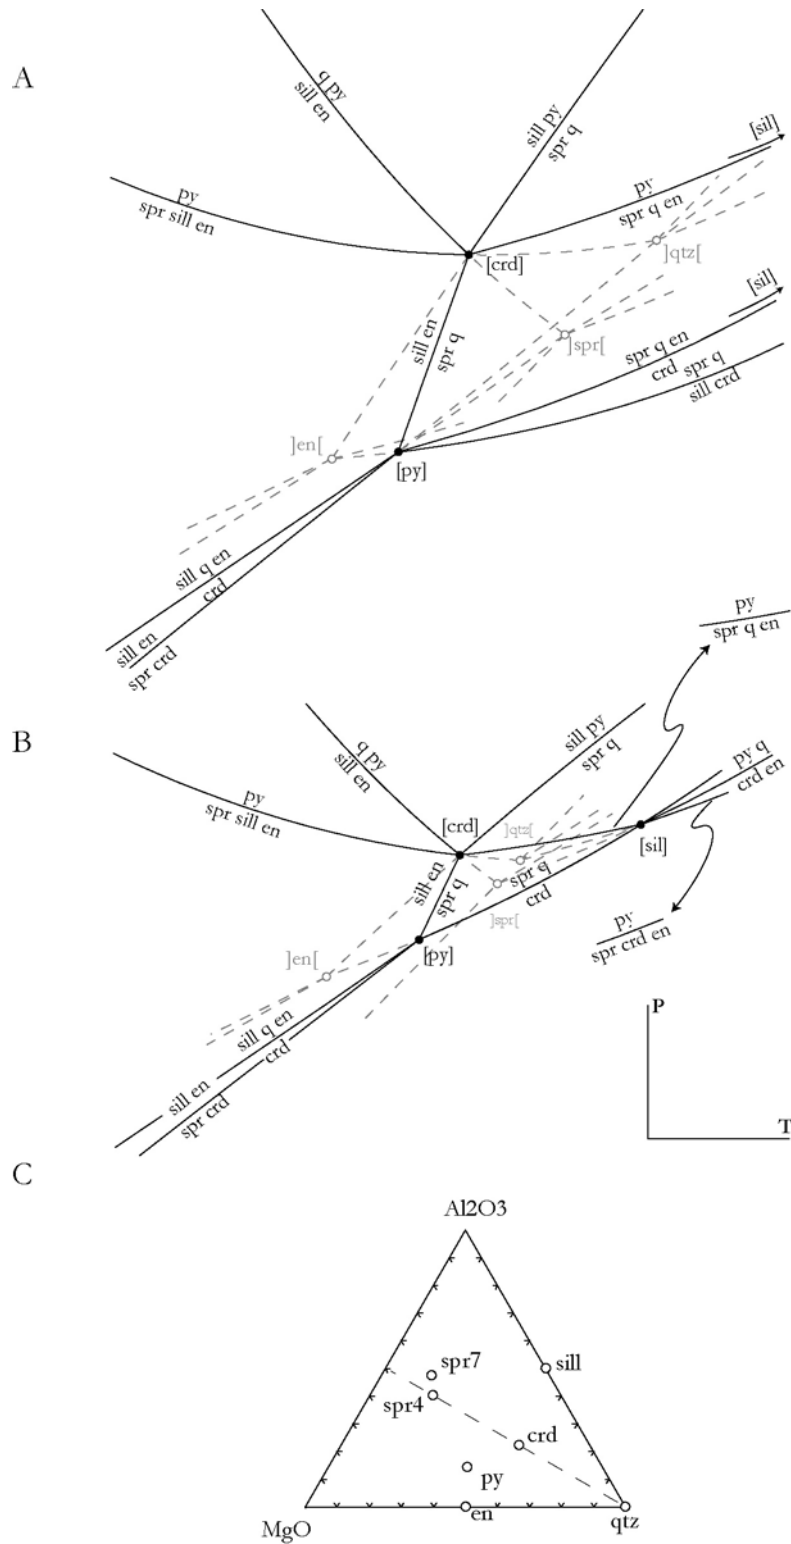 A
q py
sill en
sill py
spr q
[sil]
py
spr sill en
py
spr q en
[crd]
]qtz[
[sil]
sill en
spr q
]spr[
spr q en
crd
spr q
sill crd
]en[
[py]
sill q en
crd
sill en
spr crd
py
spr q en
B
q py
sill en
sill py
spr q
py q
crd en
py
spr sill en
[crd]
]qtz[
[sil]
sill en
spr q
spr q
crd
]spr[
py
spr crd en
]en[
[py]
sill q en
crd
sill en
spr crd
P
T
C
Al2O3
spr7
sill
spr4
crd
py
en
qtz
MgO